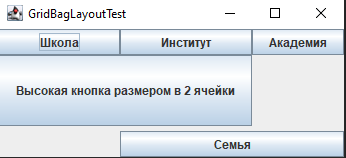 GridBagLayoutTest
Школа Институт Академия
Высокая кнопка размером в 2 ячейки
Семья